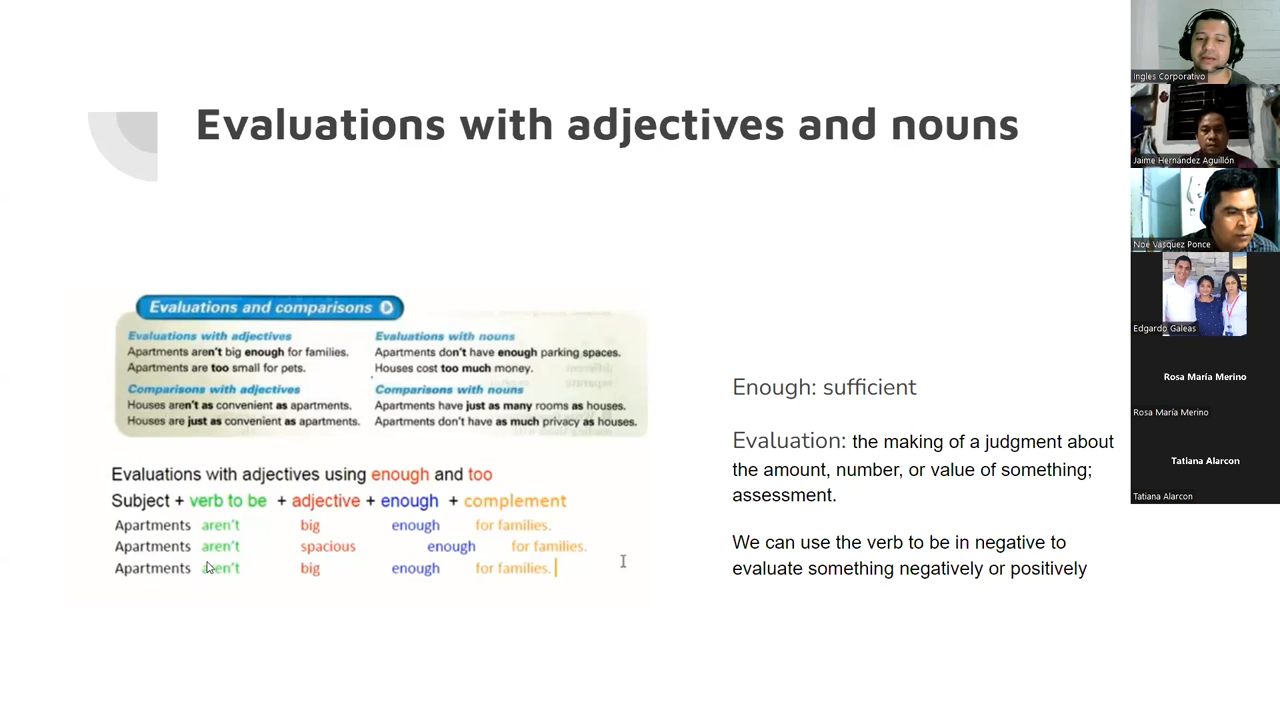 Evaluations with adjectives and nouns
Evaluations and comparisons
Evaluations with adjectives
Apartments aren't big enough for families.
Apartments are too small for pets.
Evaluations with nouns
Apartments don't have enough parking spaces.
Houses cost too much money.
Comparisons with adjectives
Houses aren't as convenient as apartments.
Houses are just as convenient as apartments.
Comparisons with nouns
Apartments have just as many rooms as houses.
Apartments don't have as much privacy as houses.
Evaluations with adjectives using enough and too
Subject + verb to be + adjective + enough + complement
Apartments aren't big enough for families.
Apartments aren't spacious enough for families.
Apartments aren't big enough for families.
Enough: sufficient
Evaluation: the making of a judgment about
the amount, number, or value of something;
assessment.
We can use the verb to be in negative to
evaluate something negatively or positively
Ingles Corporativo
Jaime Hernández Aguillón
Noé Vásquez Ponce
Edgardo Galeas
Rosa María Merino
Rosa María Merino
Tatiana Alarcon
Tatiana Alarcon